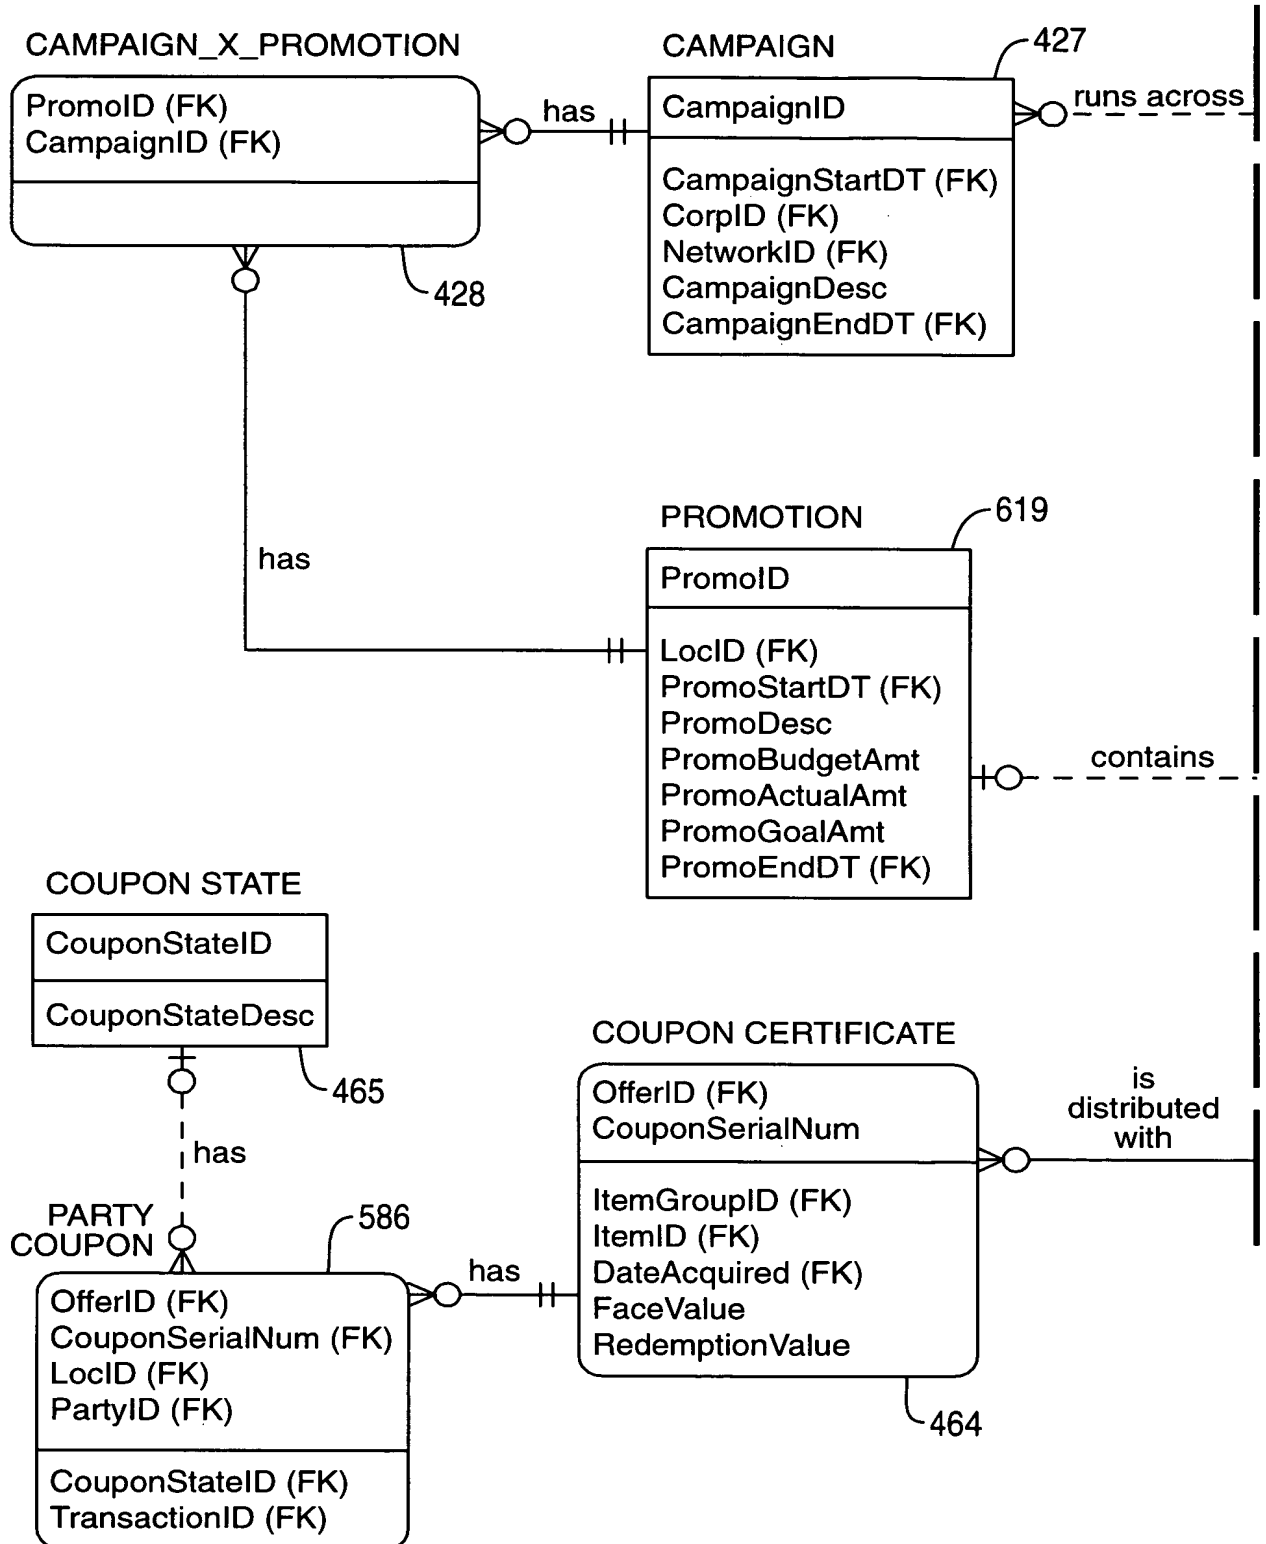 CAMPAIGN_X_PROMOTION
PromoID (FK)
CampaignID (FK)
428
has
CAMPAIGN
427
CampaignID
CampaignStartDT (FK)
CorpID (FK)
NetworkID (FK)
CampaignDesc
CampaignEndDT (FK)
runs across
has
PROMOTION
619
PromoID
LocID (FK)
PromoStartDT (FK)
PromoDesc
PromoBudgetAmt
PromoActualAmt
PromoGoalAmt
PromoEndDT (FK)
contains
COUPON STATE
CouponStateID
CouponStateDesc
465
has
COUPON CERTIFICATE
OfferID (FK)
CouponSerialNum
ItemGroupID (FK)
ItemID (FK)
DateAcquired (FK)
FaceValue
RedemptionValue
464
is
distributed
with
PARTY
COUPON
586
OfferID (FK)
CouponSerialNum (FK)
LocID (FK)
PartyID (FK)
CouponStateID (FK)
TransactionID (FK)
has